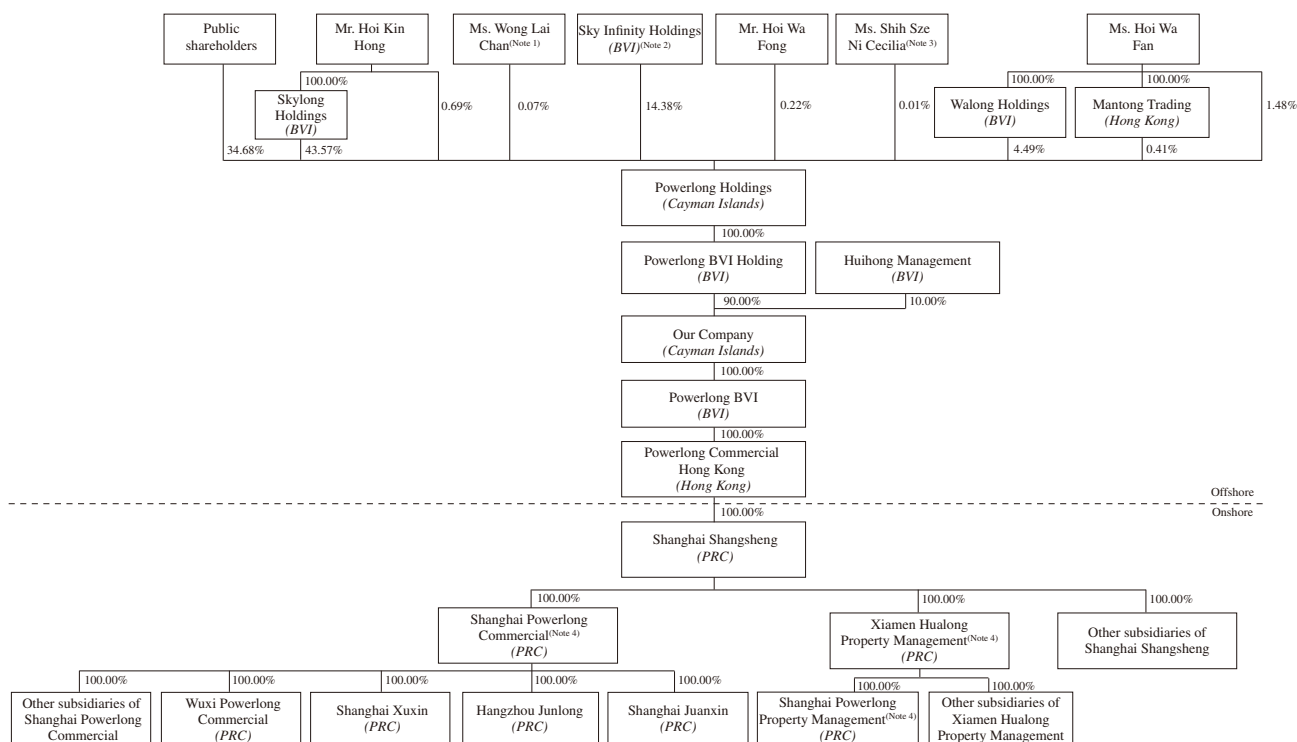 Public
shareholders
Mr. Hoi Kin
Hong
Ms. Wong Lai
Chan(Note 1)
Sky Infinity Holdings
(BVI)(Note 2)
Mr. Hoi Wa
Fong
Ms. Shih Sze
Ni Cecilia(Note 3)
Ms. Hoi Wa
Fan
100.00%
100.00%
100.00%
Skylong
Holdings
(BVI)
0.69%
0.07%
14.38%
0.22%
0.01%
Walong Holdings
(BVI)
Mantong Trading
(Hong Kong)
1.48%
34.68%
43.57%
4.49%
0.41%
Powerlong Holdings
(Cayman Islands)
100.00%
Powerlong BVI Holding
(BVI)
Huihong Management
(BVI)
90.00%
10.00%
Our Company
(Cayman Islands)
100.00%
Powerlong BVI
(BVI)
100.00%
Powerlong Commercial
Hong Kong
(Hong Kong)
Offshore
Onshore
100.00%
Shanghai Shangsheng
(PRC)
100.00%
100.00%
100.00%
Shanghai Powerlong
Commercial(Note 4)
(PRC)
Xiamen Hualong
Property Management(Note 4)
(PRC)
Other subsidiaries of
Shanghai Shangsheng
100.00%
100.00%
100.00%
100.00%
100.00%
100.00%
100.00%
Other subsidiaries of
Shanghai Powerlong
Commercial
Wuxi Powerlong
Commercial
(PRC)
Shanghai Xuxin
(PRC)
Hangzhou Junlong
(PRC)
Shanghai Juanxin
(PRC)
Shanghai Powerlong
Property Management(Note 4)
(PRC)
Other subsidiaries of
Xiamen Hualong
Property Management